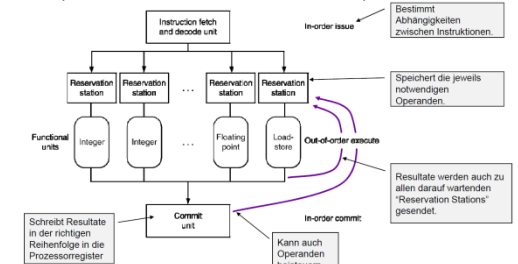 Instruction fetch
and decode unit
In-order issue
Bestimmt
Abhängigkeiten
zwischen Instruktionen.
Reservation
station
Reservation
station
...
Reservation
station
Reservation
station
Speichert die jeweils
notwendigen
Operanden.
Functional
units
Integer
Integer
...
Floating
point
Load-
store
Out-of-order execute
Resultate werden auch zu
allen darauf wartenden
"Reservation Stations"
gesendet.
Commit
unit
In-order commit
Schreibt Resultate
in der richtigen
Reihenfolge in die
Prozessorregister
Kann auch
Operanden